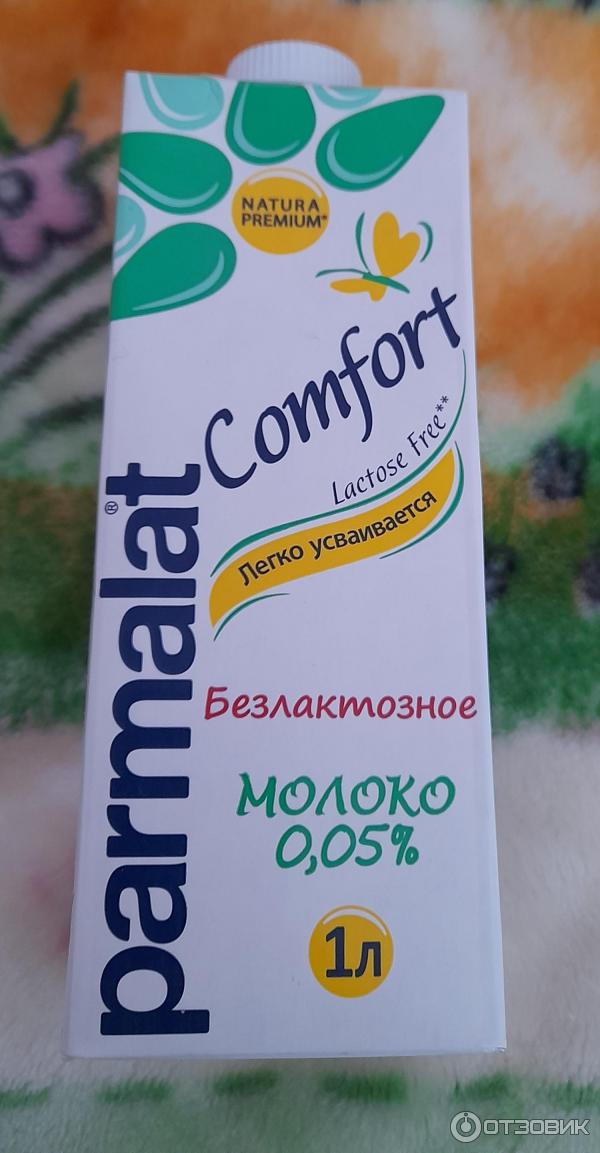 NATURA
PREMIUM®
Comfort
Lactose Free**
Легко усваивается
parmalat®
Безлактозное
молоко
0,05%
1л
ОТЗОВИК